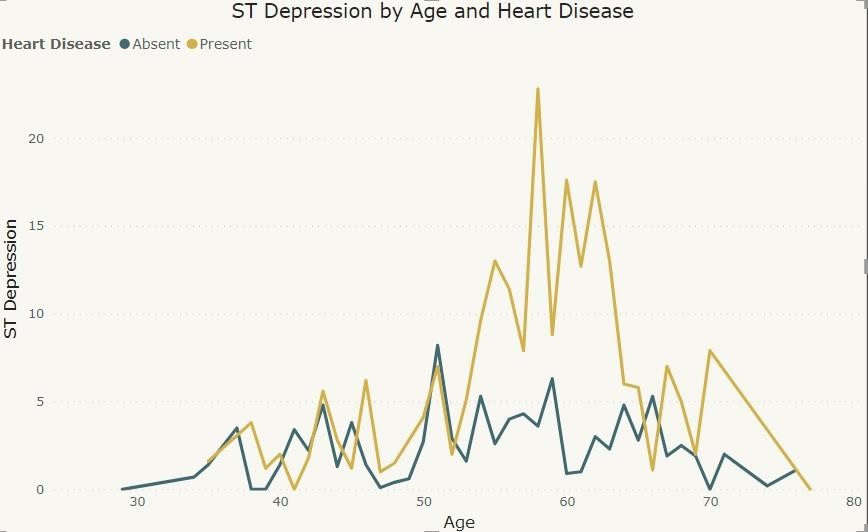 ST Depression by Age and Heart Disease
Heart Disease Absent Present
20
15
10
5
0
ST Depression
30 40 50 60 70 80
Age